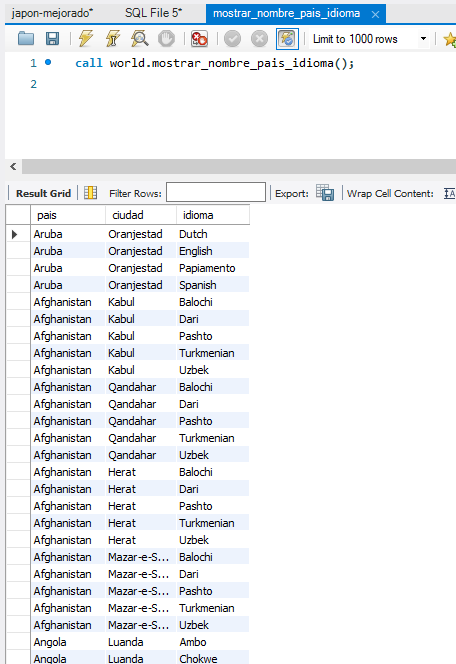 japon-mejorado* SQL File 5* mostrar_nombre_pais_idioma ×
Limit to 1000 rows
1 call world.mostrar_nombre_pais_idioma();
2
Result Grid Filter Rows: Export: Wrap Cell Content:
pais ciudad idioma
Aruba Oranjestad Dutch
Aruba Oranjestad English
Aruba Oranjestad Papiamento
Aruba Oranjestad Spanish
Afghanistan Kabul Balochi
Afghanistan Kabul Dari
Afghanistan Kabul Pashto
Afghanistan Kabul Turkmenian
Afghanistan Kabul Uzbek
Afghanistan Qandahar Balochi
Afghanistan Qandahar Dari
Afghanistan Qandahar Pashto
Afghanistan Qandahar Turkmenian
Afghanistan Qandahar Uzbek
Afghanistan Herat Balochi
Afghanistan Herat Dari
Afghanistan Herat Pashto
Afghanistan Herat Turkmenian
Afghanistan Herat Uzbek
Afghanistan Mazar-e-S... Balochi
Afghanistan Mazar-e-S... Dari
Afghanistan Mazar-e-S... Pashto
Afghanistan Mazar-e-S... Turkmenian
Afghanistan Mazar-e-S... Uzbek
Angola Luanda Ambo
Angola Luanda Chokwe